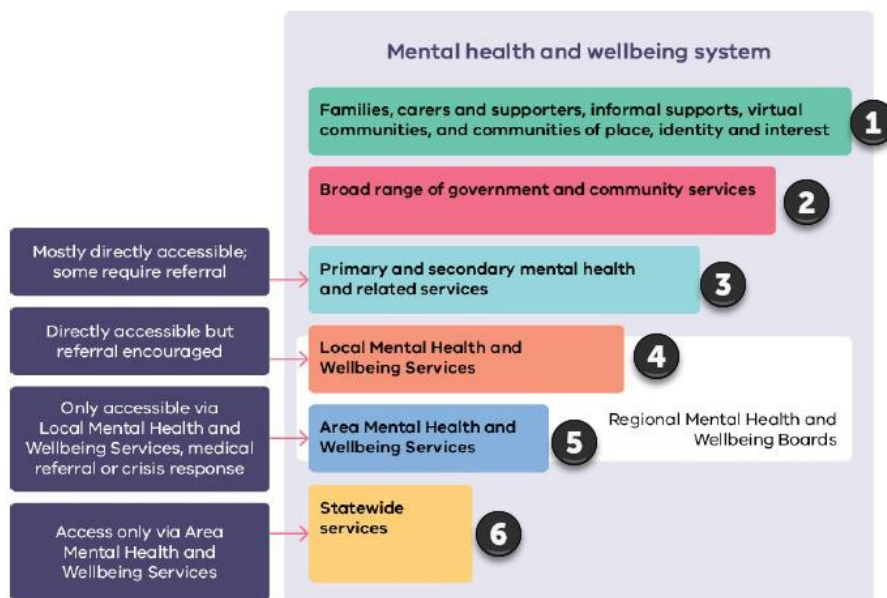 Mental health and wellbeing system
Families, carers and supporters, informal supports, virtual
communities, and communities of place, identity and interest
1
Broad range of government and community services
2
Mostly directly accessible;
some require referral
Primary and secondary mental health
and related services
3
Directly accessible but
referral encouraged
Local Mental Health and
Wellbeing Services
4
Only accessible via
Local Mental Health and
Wellbeing Services, medical
referral or crisis response
Area Mental Health and
Wellbeing Services
5
Regional Mental Health and
Wellbeing Boards
Access only via Area
Mental Health and
Wellbeing Services
Statewide
services
6